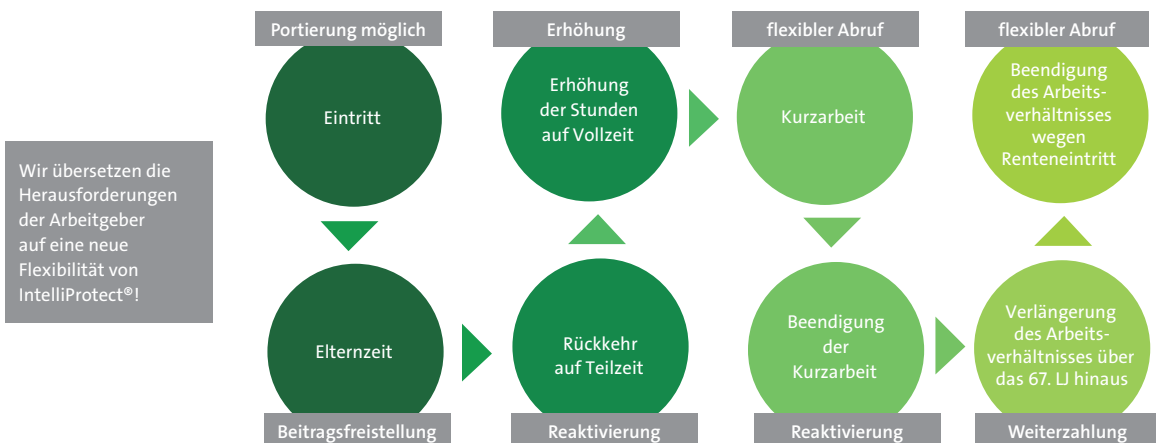 Wir übersetzen die
Herausforderungen
der Arbeitgeber
auf eine neue
Flexibilität von
IntelliProtect®!
Portierung möglich
Eintritt
Elternzeit
Beitragsfreistellung
Rückkehr
auf Teilzeit
Reaktivierung
Erhöhung
Erhöhung
der Stunden
auf Vollzeit
flexibler Abruf
Kurzarbeit
Beendigung
der
Kurzarbeit
Reaktivierung
Verlängerung
des Arbeits-
verhältnisses über
das 67. LJ hinaus
Weiterzahlung
flexibler Abruf
Beendigung
des Arbeits-
verhältnisses
wegen
Renteneintritt